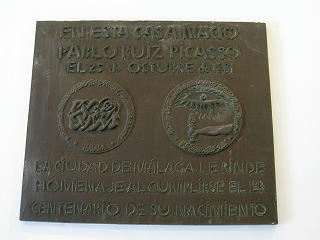 EN ESTA CASA NACIO
PABLO RUIZ PICASSO
EL 25 de OCTUBRE de 1881
LA CIUDAD DE MALAGA LE RINDE
HOMENAJE AL CUMPLIRSE EL 1er
CENTENARIO DE SU NACIMIENTO